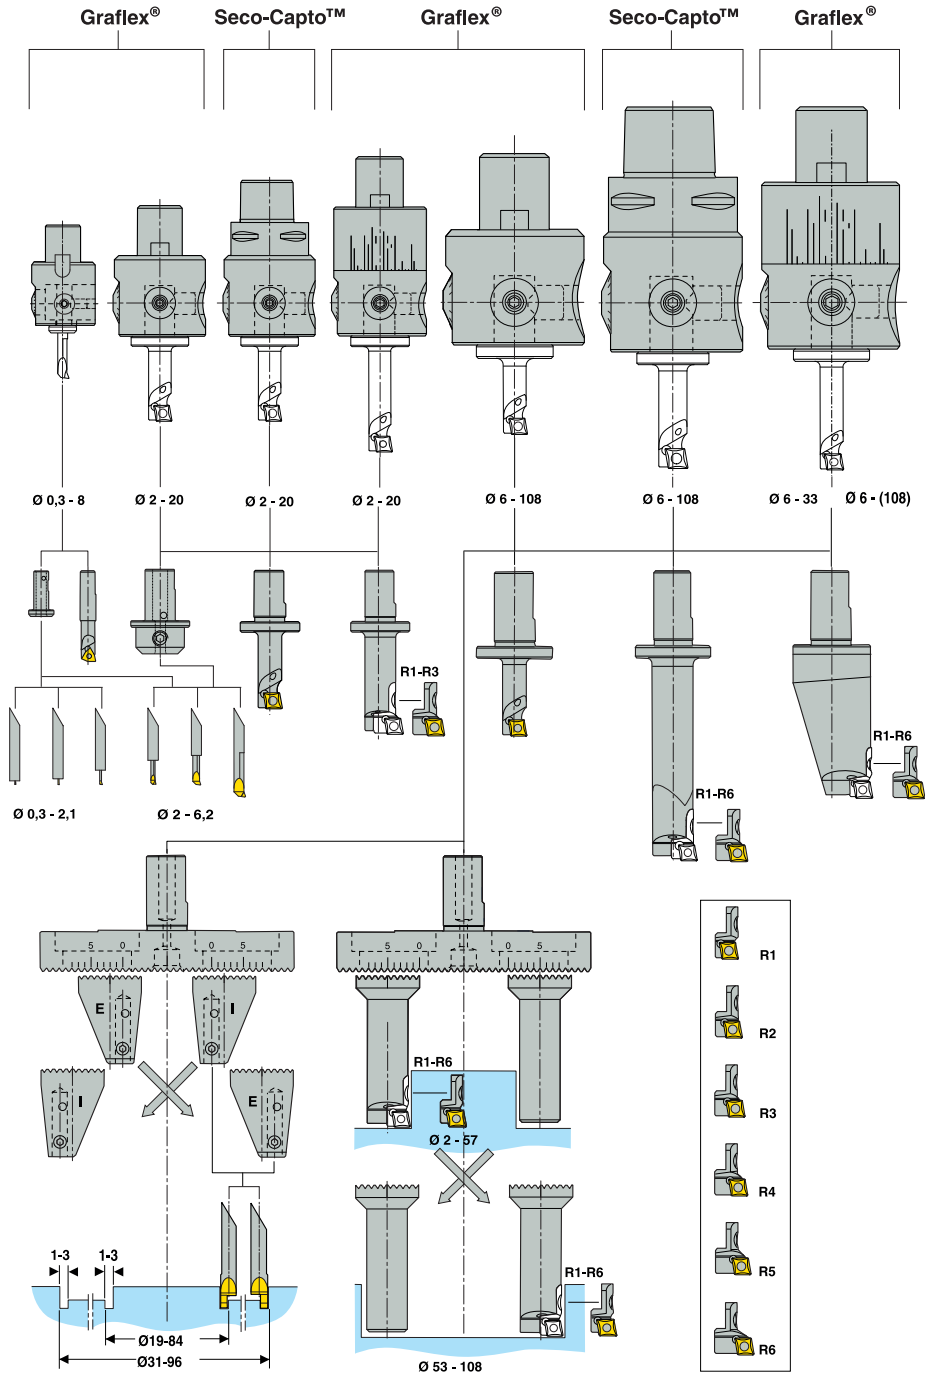 Graflex® Seco-Capto™ Graflex® Seco-Capto™ Graflex®
Ø 0,3 - 8 Ø 2 - 20 Ø 2 - 20 Ø 2 - 20 Ø 6 - 108 Ø 6 - 108 Ø 6 - 33 Ø 6 - (108)
R1-R3
R1-R6
R1-R6
Ø 0,3 - 2,1 Ø 2 - 6,2
5 0 0 5
5 0 0 5
E I
I E
R1-R6
Ø 2 - 57
1-3 1-3
R1-R6
Ø19-84
Ø31-96
Ø 53 - 108
R1
R2
R3
R4
R5
R6